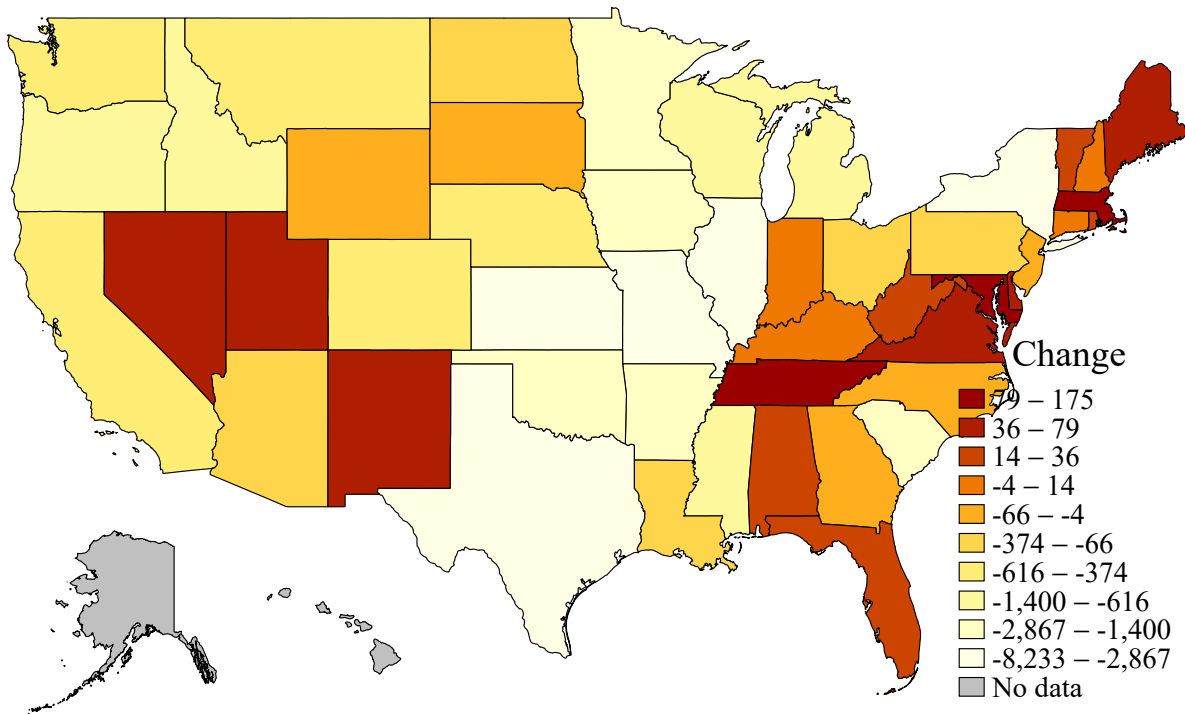 Change
79 – 175
36 – 79
14 – 36
-4 – 14
-66 – -4
-374 – -66
-616 – -374
-1,400 – -616
-2,867 – -1,400
-8,233 – -2,867
No data